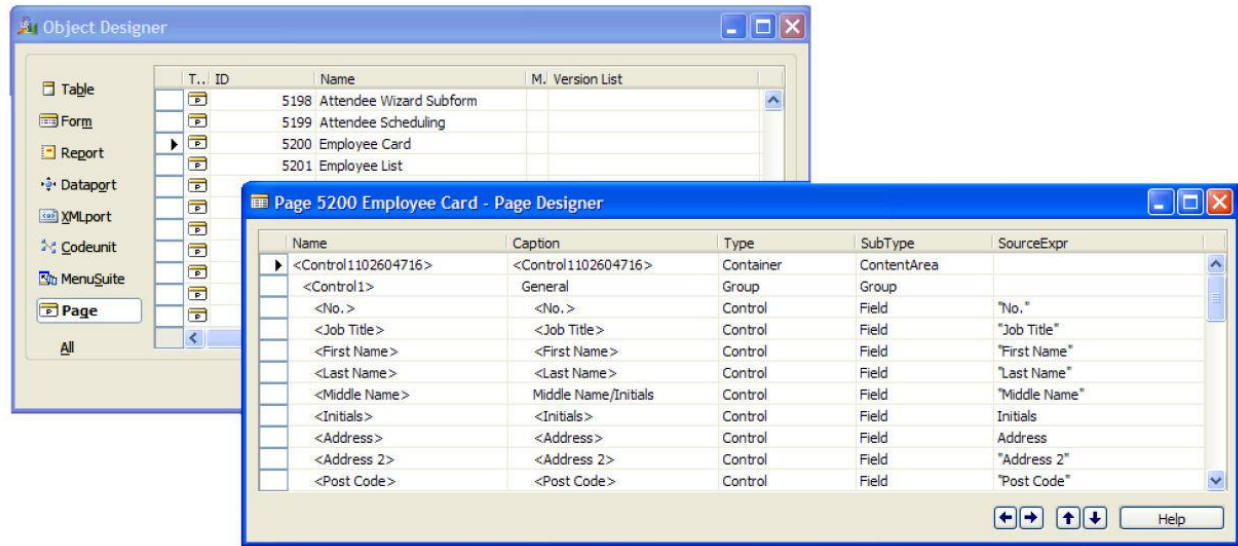 Object Designer
T.. ID Name M. Version List
Table
5198 Attendee Wizard Subform
Form
5199 Attendee Scheduling
5200 Employee Card
Report
5201 Employee List
Dataport
XMLport
Codeunit
MenuSuite
Page
All
Page 5200 Employee Card - Page Designer
Name Caption Type SubType SourceExpr
<Control1102604716> <Control1102604716> Container ContentArea
<Control1> General Group Group
<No.> <No.> Control Field "No."
<Job Title> <Job Title> Control Field "Job Title"
<First Name> <First Name> Control Field "First Name"
<Last Name> <Last Name> Control Field "Last Name"
<Middle Name> Middle Name/Initials Control Field "Middle Name"
<Initials> <Initials> Control Field Initials
<Address> <Address> Control Field Address
<Address 2> <Address 2> Control Field "Address 2"
<Post Code> <Post Code> Control Field "Post Code"
Help